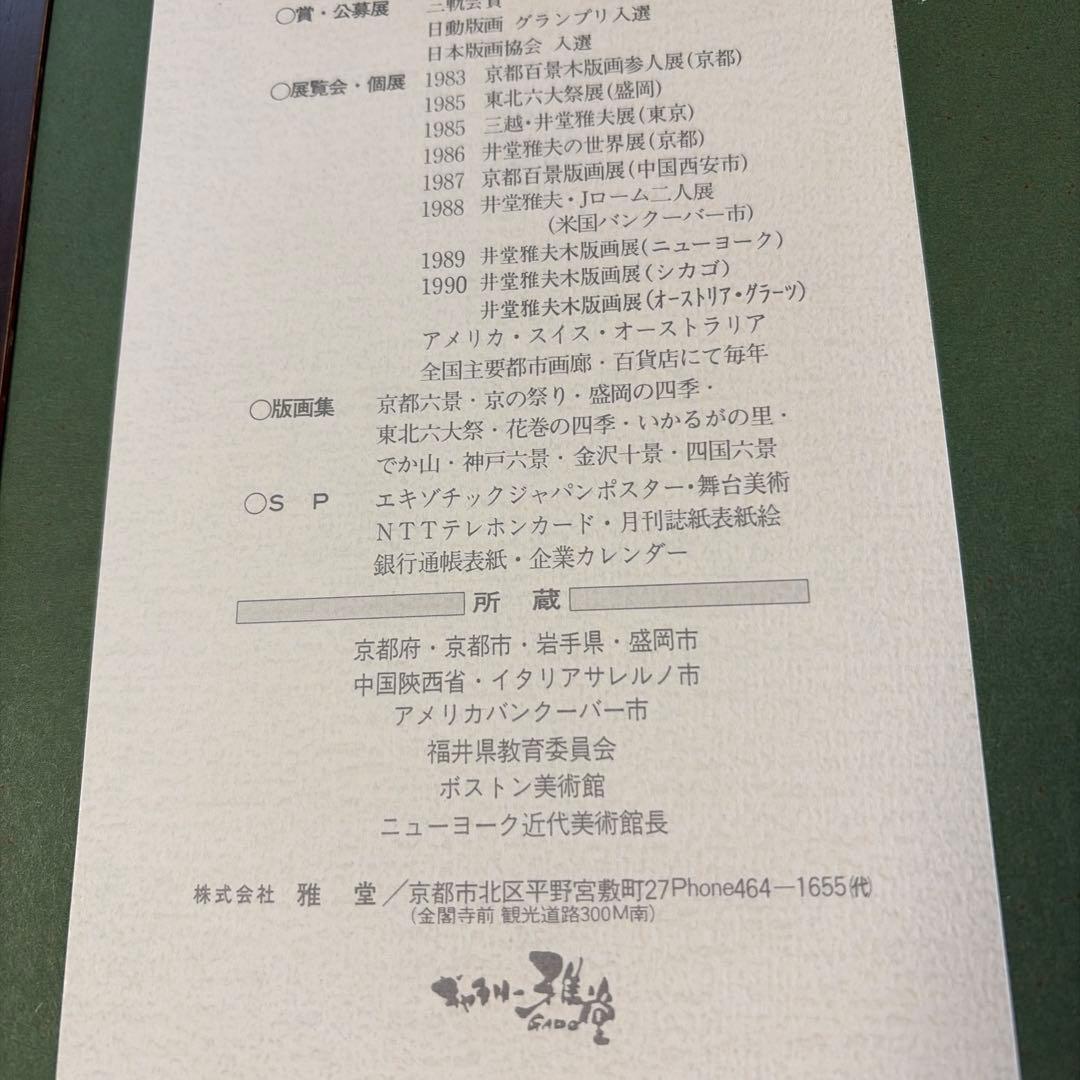 ○賞・公募展 三軌会賞
日動版画 グランプリ入選
日本版画協会 入選
○展覧会・個展 1983 京都百景木版画参人展(京都)
1985 東北六大祭展(盛岡)
1985 三越・井堂雅夫展(東京)
1986 井堂雅夫の世界展(京都)
1987 京都百景版画展(中国西安市)
1988 井堂雅夫・Jローム二人展
(米国バンクーバー市)
1989 井堂雅夫木版画展(ニューヨーク)
1990 井堂雅夫木版画展(シカゴ)
井堂雅夫木版画展(オーストリア・グラーツ)
アメリカ・スイス・オーストラリア
全国主要都市画廊・百貨店にて毎年
○版画集 京都六景・京の祭り・盛岡の四季・
東北六大祭・花巻の四季・いかるがの里・
でか山・神戸六景・金沢十景・四国六景
○S P エキゾチックジャパンポスター・舞台美術
NTTテレホンカード・月刊誌紙表紙絵
銀行通帳表紙・企業カレンダー
所 蔵
京都府・京都市・岩手県・盛岡市
中国陝西省・イタリアサレルノ市
アメリカバンクーバー市
福井県教育委員会
ボストン美術館
ニューヨーク近代美術館長
株式会社 雅 堂/京都市北区平野宮敷町27Phone464―1655(代)
(金閣寺前 観光道路300M南)
ギャラリー雅堂
GADO